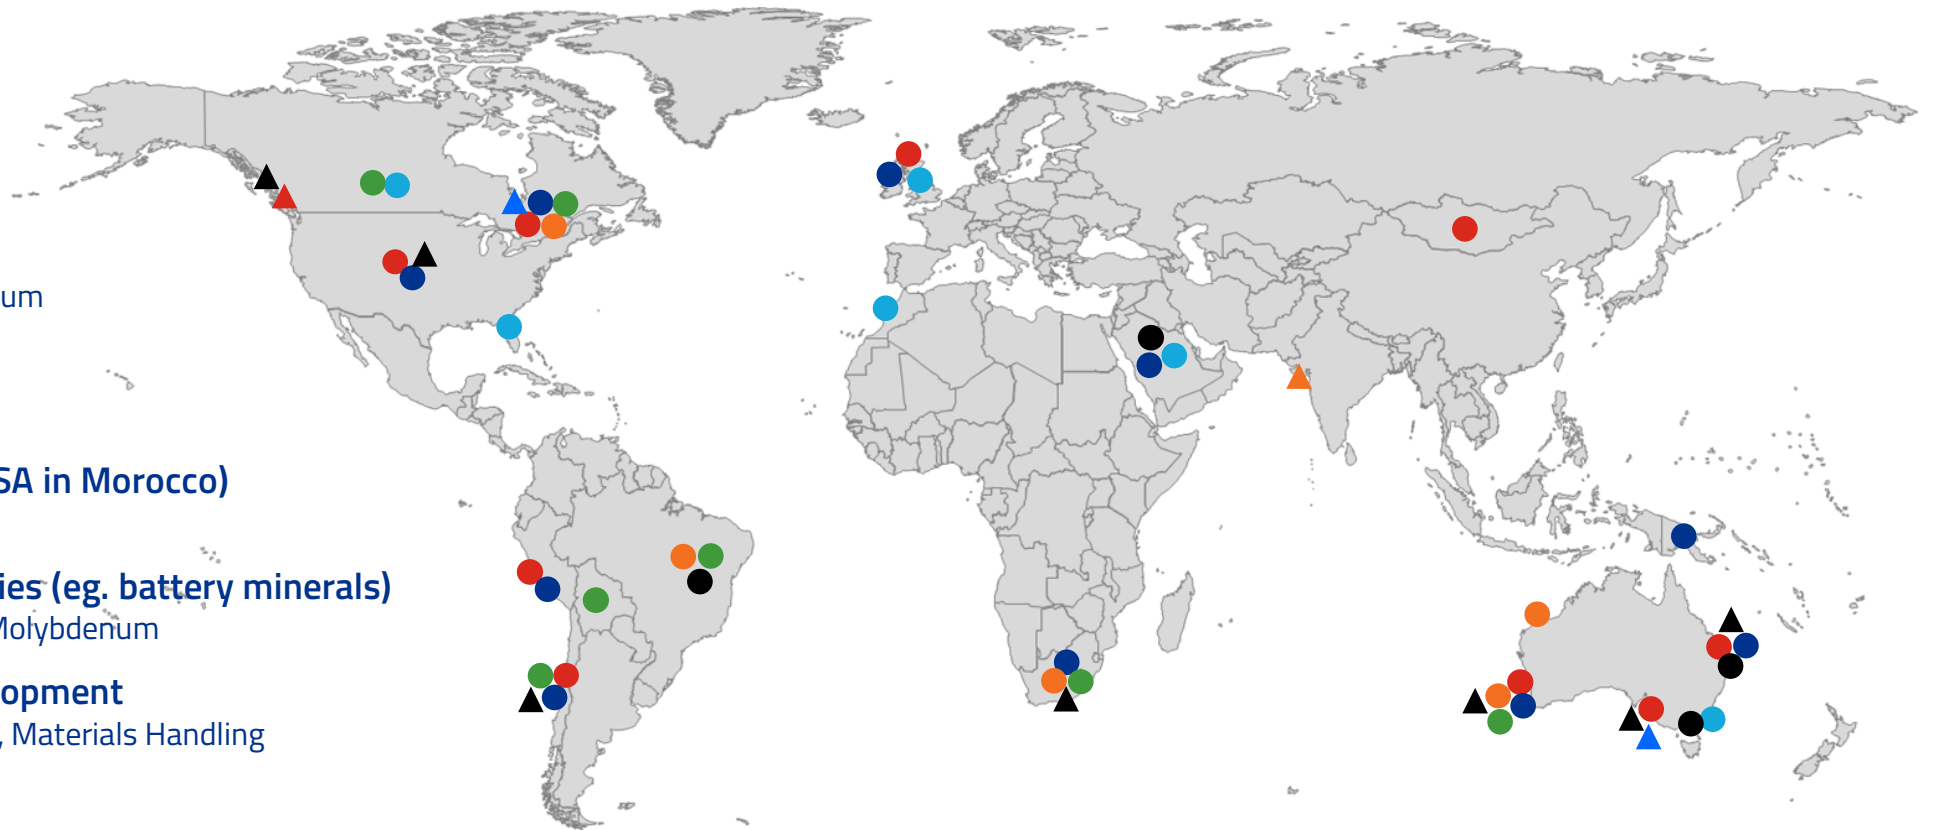 um
SA in Morocco)
ies (eg. battery minerals)
Molybdenum
opment
, Materials Handling